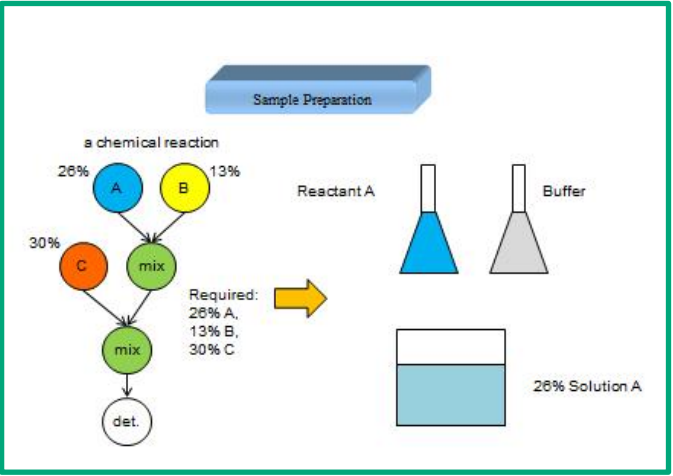 Sample Preparation
a chemical reaction
26%
13%
A
B
Reactant A
Buffer
30%
C
mix
Required:
26% A,
13% B,
30% C
mix
26% Solution A
det.